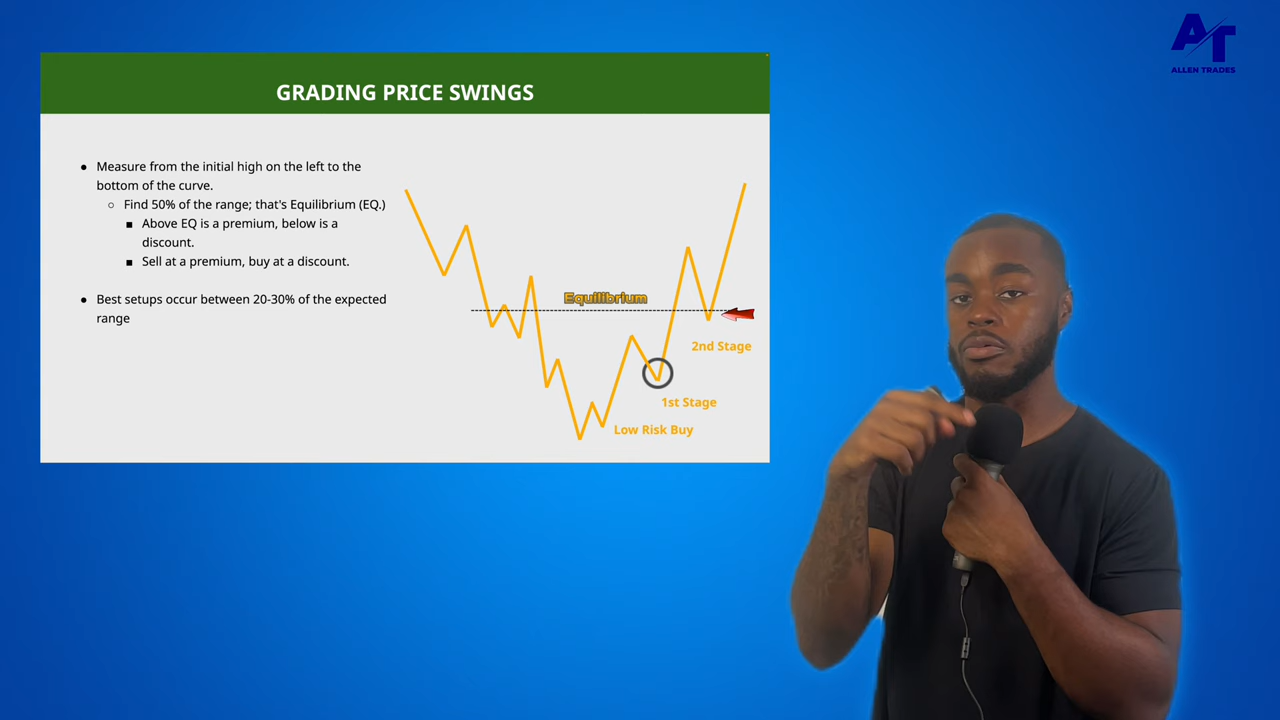 AT
ALLEN TRADES
GRADING PRICE SWINGS
● Measure from the initial high on the left to the
bottom of the curve.
○ Find 50% of the range; that's Equilibrium (EQ.)
■ Above EQ is a premium, below is a
discount.
■ Sell at a premium, buy at a discount.
● Best setups occur between 20-30% of the expected
range
Equilibrium
2nd Stage
1st Stage
Low Risk Buy